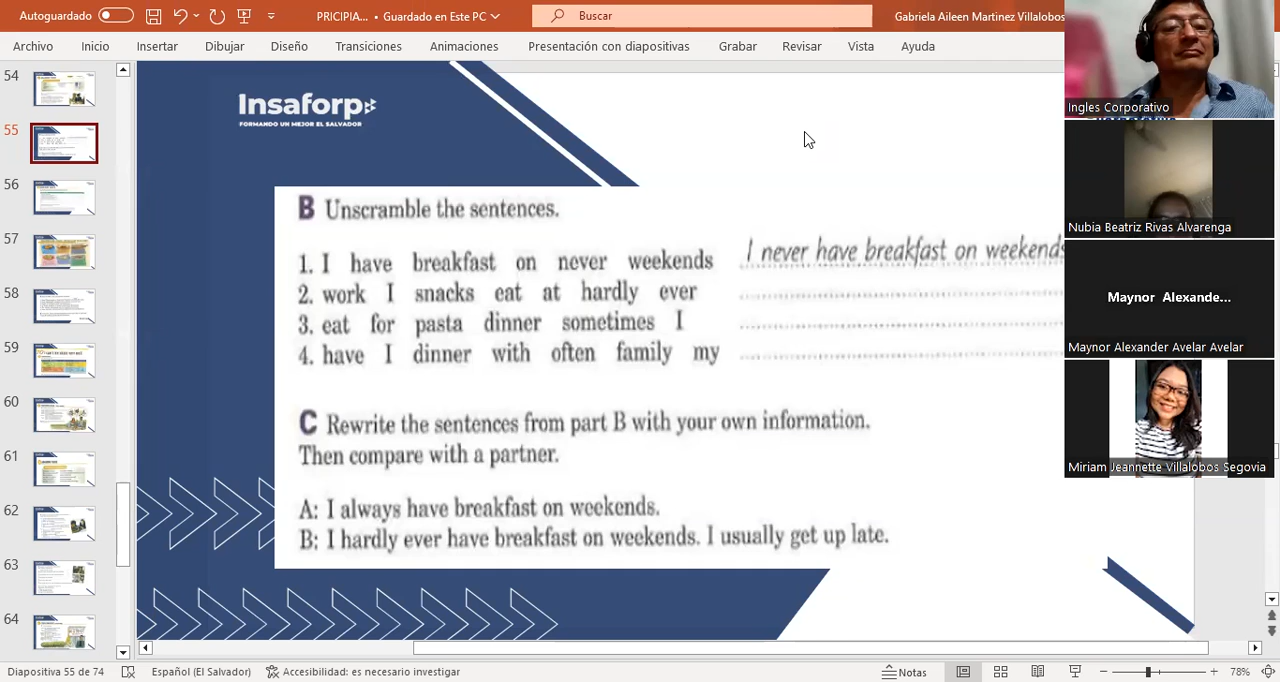 Autoguardado
PRICIPIA... • Guardado en Este PC
Buscar
Gabriela Aileen Martinez Villalobos
Archivo Inicio Insertar Dibujar Diseño Transiciones Animaciones Presentación con diapositivas Grabar Revisar Vista Ayuda
54
55
56
57
58
59
60
61
62
63
64
Insaforp
FORMANDO UN MEJOR EL SALVADOR
B Unscramble the sentences.
1. I have breakfast on never weekends I never have breakfast on weekends
2. work I snacks eat at hardly ever
3. eat for pasta dinner sometimes I
4. have I dinner with often family my
C Rewrite the sentences from part B with your own information.
Then compare with a partner.
A: I always have breakfast on weekends.
B: I hardly ever have breakfast on weekends. I usually get up late.
Ingles Corporativo
Nubia Beatriz Rivas Alvarenga
Maynor Alexande...
Maynor Alexander Avelar Avelar
Miriam Jeannette Villalobos Segovia
Diapositiva 55 de 74 Español (El Salvador) Accesibilidad: es necesario investigar Notas 78%